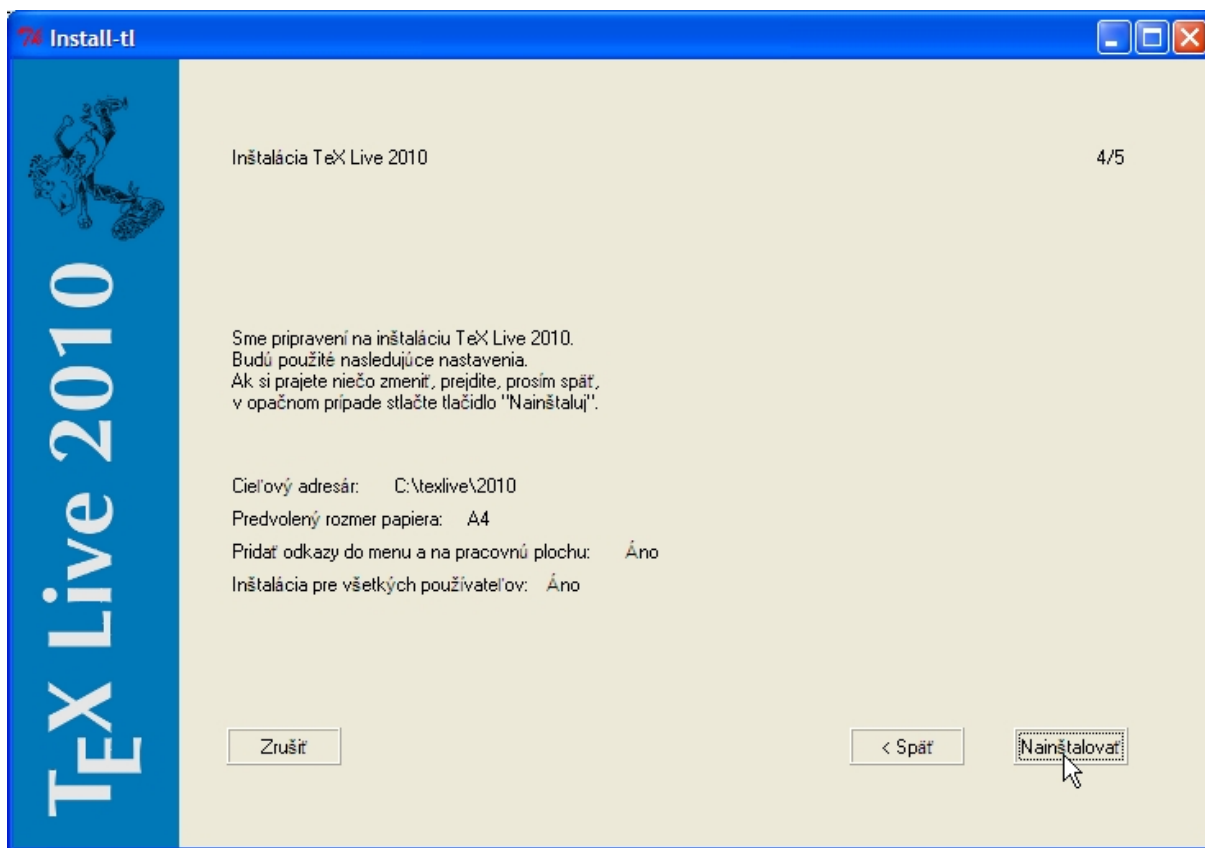 Install-tl
TEX Live 2010
Inštalácia TeX Live 2010
4/5
Sme pripravení na inštaláciu TeX Live 2010.
Budú použité nasledujúce nastavenia.
Ak si prajete niečo zmeniť, prejdite, prosím späť,
v opačnom prípade stlačte tlačidlo "Nainštaluj".
Cieľový adresár: C:\texlive\2010
Predvolený rozmer papiera: A4
Pridať odkazy do menu a na pracovnú plochu: Áno
Inštalácia pre všetkých používateľov: Áno
Zrušiť
< Späť
Nainštalovať